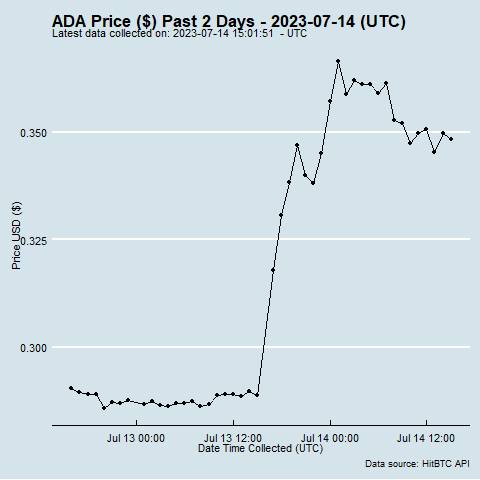 ADA Price ($) Past 2 Days - 2023-07-14 (UTC)
Latest data collected on: 2023-07-14 15:01:51 - UTC
0.350
0.325
0.300
Price USD ($)
Jul 13 00:00 Jul 13 12:00 Jul 14 00:00 Jul 14 12:00
Date Time Collected (UTC)
Data source: HitBTC API